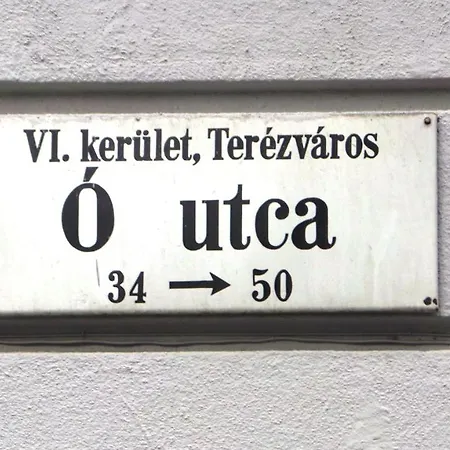 VI. kerület, Terézváros
Ó utca
34 → 50